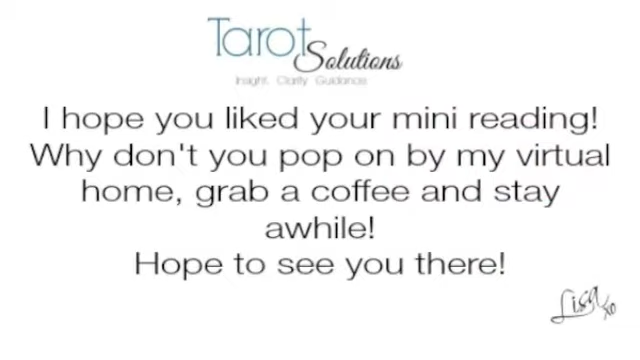 Tarot Solutions
Insight. Clarity. Guidance.
I hope you liked your mini reading!
Why don't you pop on by my virtual
home, grab a coffee and stay
awhile!
Hope to see you there!
Lisa xo